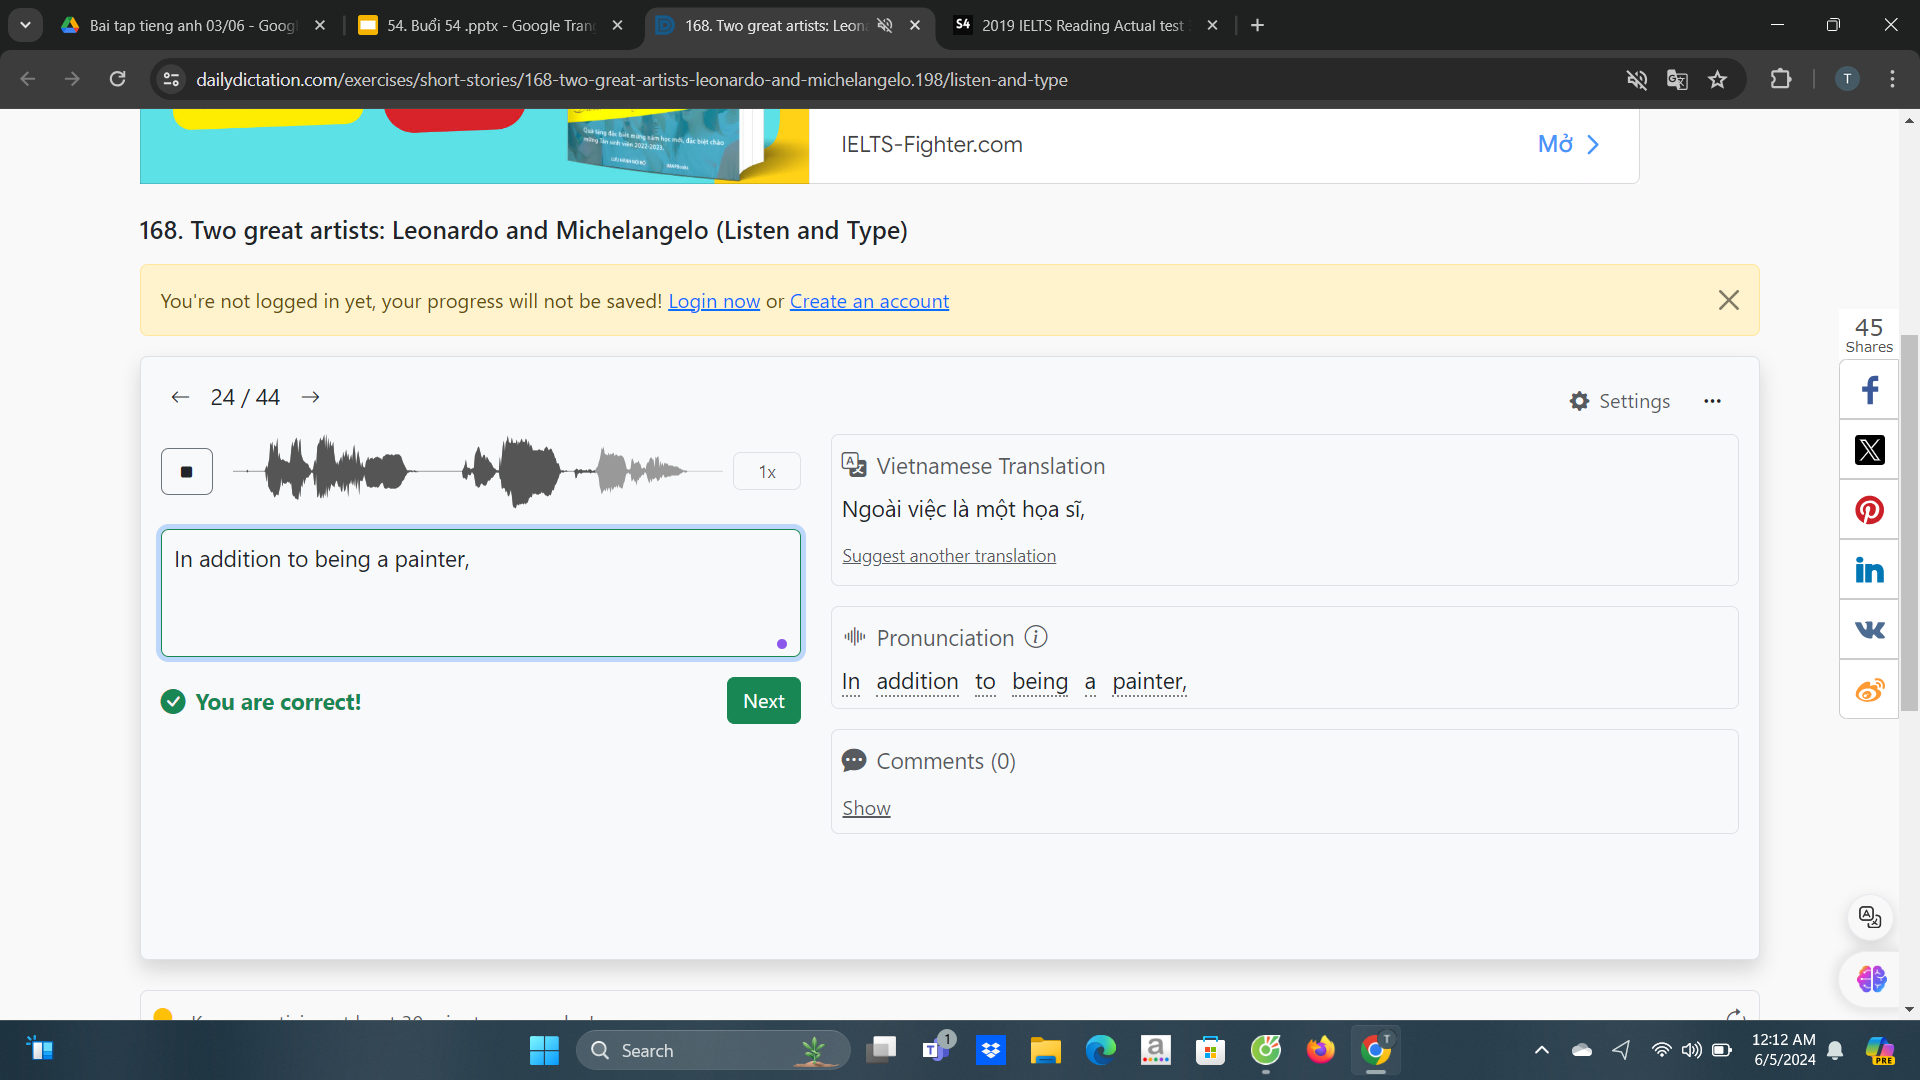 Bai tap tieng anh 03/06 - Googl
54. Buổi 54 .pptx - Google Tran
168. Two great artists: Leon
S4 2019 IELTS Reading Actual test
dailydictation.com/exercises/short-stories/168-two-great-artists-leonardo-and-michelangelo.198/listen-and-type
T
IELTS-Fighter.com
Mở
168. Two great artists: Leonardo and Michelangelo (Listen and Type)
You're not logged in yet, your progress will not be saved! Login now or Create an account
45
Shares
24 / 44
Settings
1x
Vietnamese Translation
Ngoài việc là một họa sĩ,
Suggest another translation
In addition to being a painter,
Pronunciation
In addition to being a painter,
You are correct!
Next
Comments (0)
Show
Search
1
12:12 AM
6/5/2024
PRE